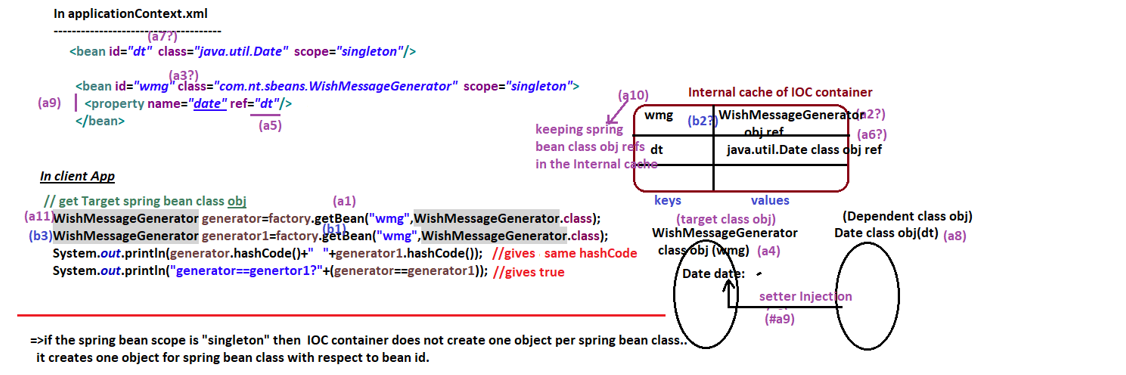 In applicationContext.xml
-----------------------------------
(a7?)
<bean id="dt" class="java.util.Date" scope="singleton"/>
(a3?)
<bean id="wmg" class="com.nt.sbeans.WishMessageGenerator" scope="singleton">
(a9) <property name="date" ref="dt"/>
</bean>
(a5)
Internal cache of IOC container
(a10)
keeping spring
bean class obj refs
in the Internal cache
wmg (b2?) WishMessageGenerator (a2?)
obj ref (a6?)
dt java.util.Date class obj ref
keys values
In client App
// get Target spring bean class obj (a1)
(a11) WishMessageGenerator generator=factory.getBean("wmg",WishMessageGenerator.class);
(b1)
(b3) WishMessageGenerator generator1=factory.getBean("wmg",WishMessageGenerator.class);
System.out.println(generator.hashCode()+" "+generator1.hashCode()); //gives same hashCode
System.out.println("generator==genertor1?"+(generator==generator1)); //gives true
(target class obj)
WishMessageGenerator
class obj (wmg) (a4)
Date date:
(Dependent class obj)
Date class obj(dt) (a8)
setter Injection
(#a9)
=>if the spring bean scope is "singleton" then IOC container does not create one object per spring bean class..
it creates one object for spring bean class with respect to bean id.